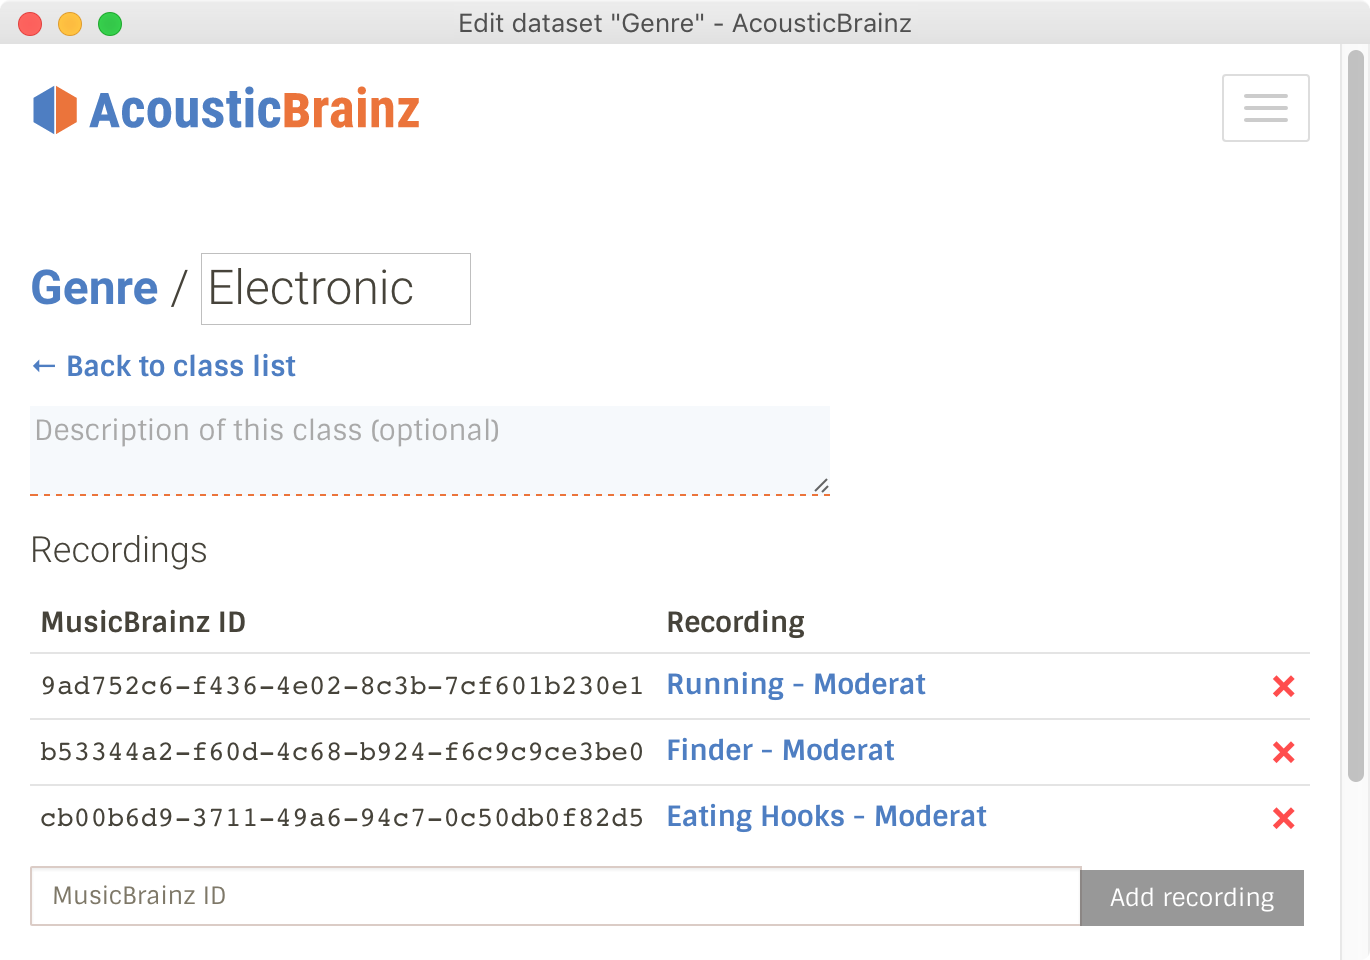 Edit dataset "Genre" - AcousticBrainz
AcousticBrainz
Genre / Electronic
← Back to class list
Description of this class (optional)
Recordings
MusicBrainz ID Recording
9ad752c6-f436-4e02-8c3b-7cf601b230e1 Running - Moderat
b53344a2-f60d-4c68-b924-f6c9c9ce3be0 Finder - Moderat
cb00b6d9-3711-49a6-94c7-0c50db0f82d5 Eating Hooks - Moderat
MusicBrainz ID Add recording